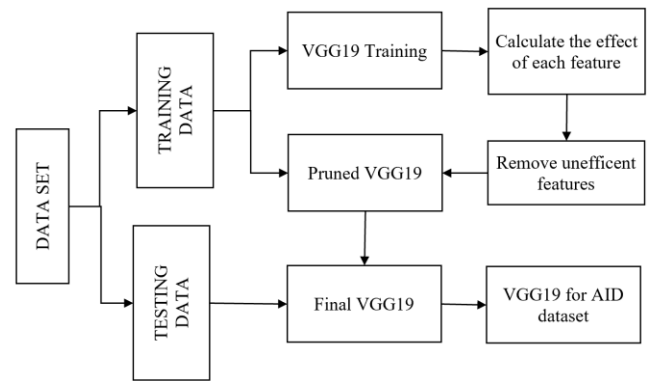 DATA SET
TRAINING
DATA
TESTING
DATA
VGG19 Training
Calculate the effect
of each feature
Pruned VGG19
Remove unefficent
features
Final VGG19
VGG19 for AID
dataset